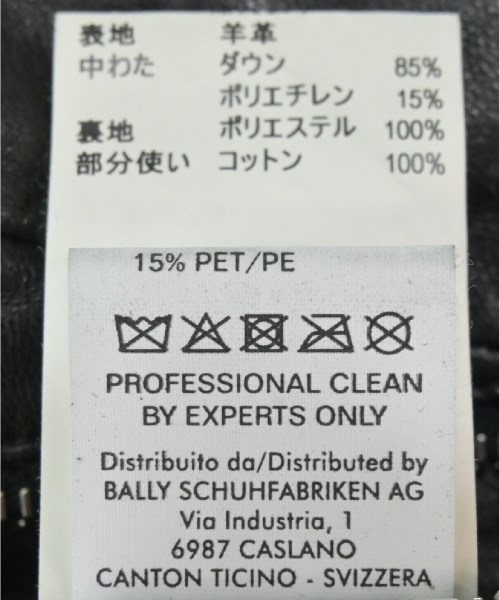 表地 羊革
中わた ダウン 85%
ポリエチレン 15%
裏地 ポリエステル 100%
部分使い コットン 100%
15% PET/PE
PROFESSIONAL CLEAN
BY EXPERTS ONLY
Distribuito da/Distributed by
BALLY SCHUHFABRIKEN AG
Via Industria, 1
6987 CASLANO
CANTON TICINO - SVIZZERA